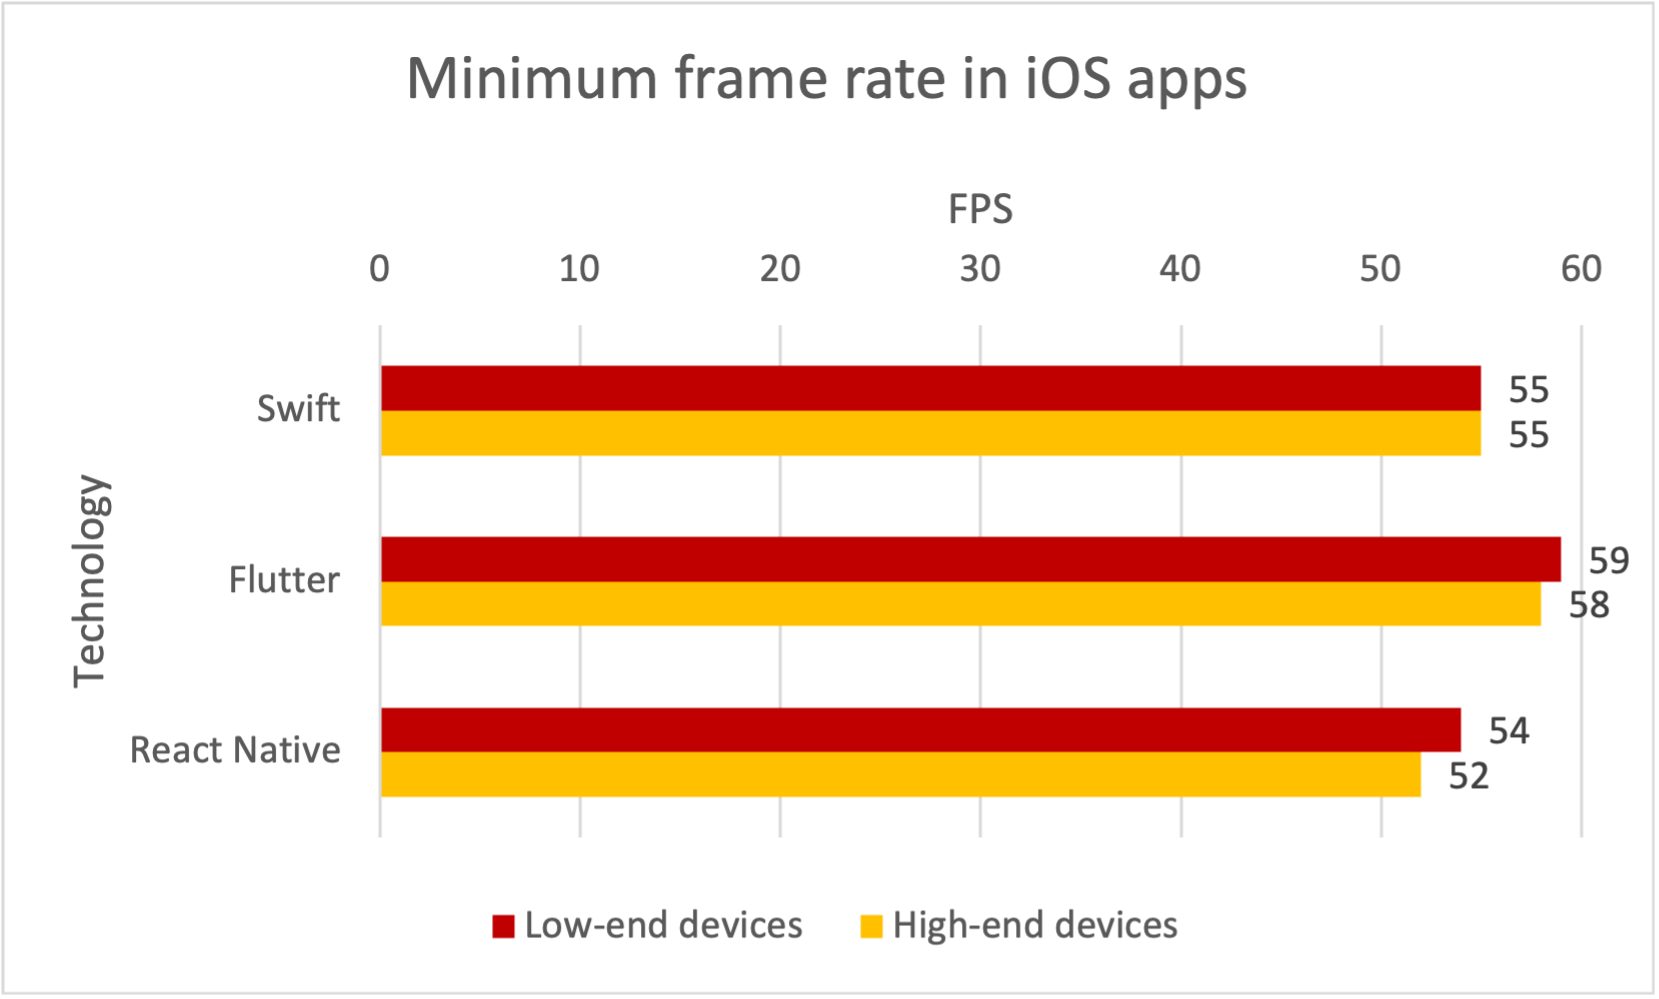 Minimum frame rate in iOS apps
FPS
0 10 20 30 40 50 60
Technology
Swift
55
55
Flutter
59
58
React Native
54
52
Low-end devices
High-end devices